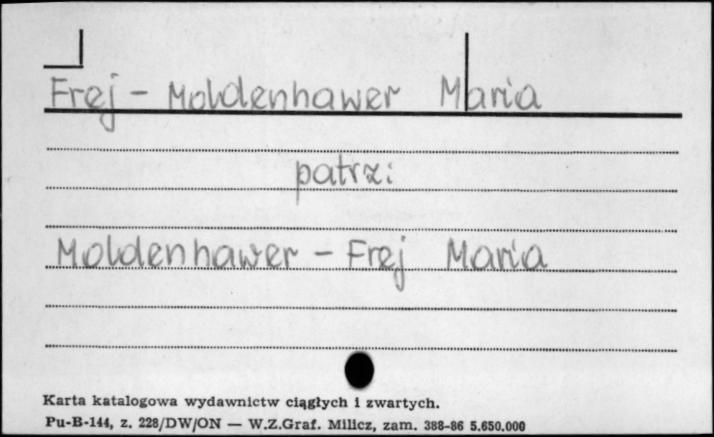 Frej - Moldenhawer Maria
patrz:
Moldenhawer - Frej Maria
Karta katalogowa wydawnictw ciągłych i zwartych.
Pu-B-144, z. 228/DW/ON — W.Z.Graf. Milicz, zam. 388-86 5.650.000